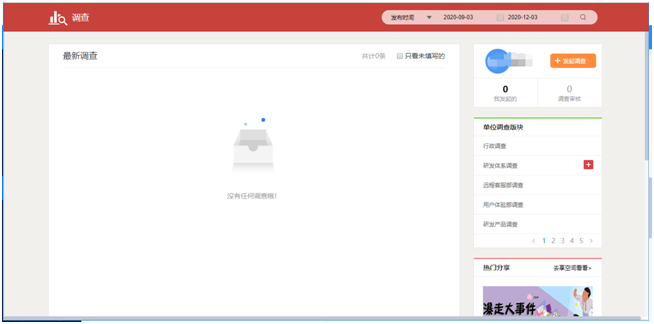 调查
发布时间 2020-09-03 2020-12-03
最新调查 共计0条 只看未填写的
没有任何调查哦！
+ 发起调查
0 0
我发起的 调查审核
单位调查版块
行政调查
研发体系调查
远程客服部调查
用户体验部调查
研发产品调查
< 1 2 3 4 5 >
热门分享 去享空间看看>
瀑走大事件